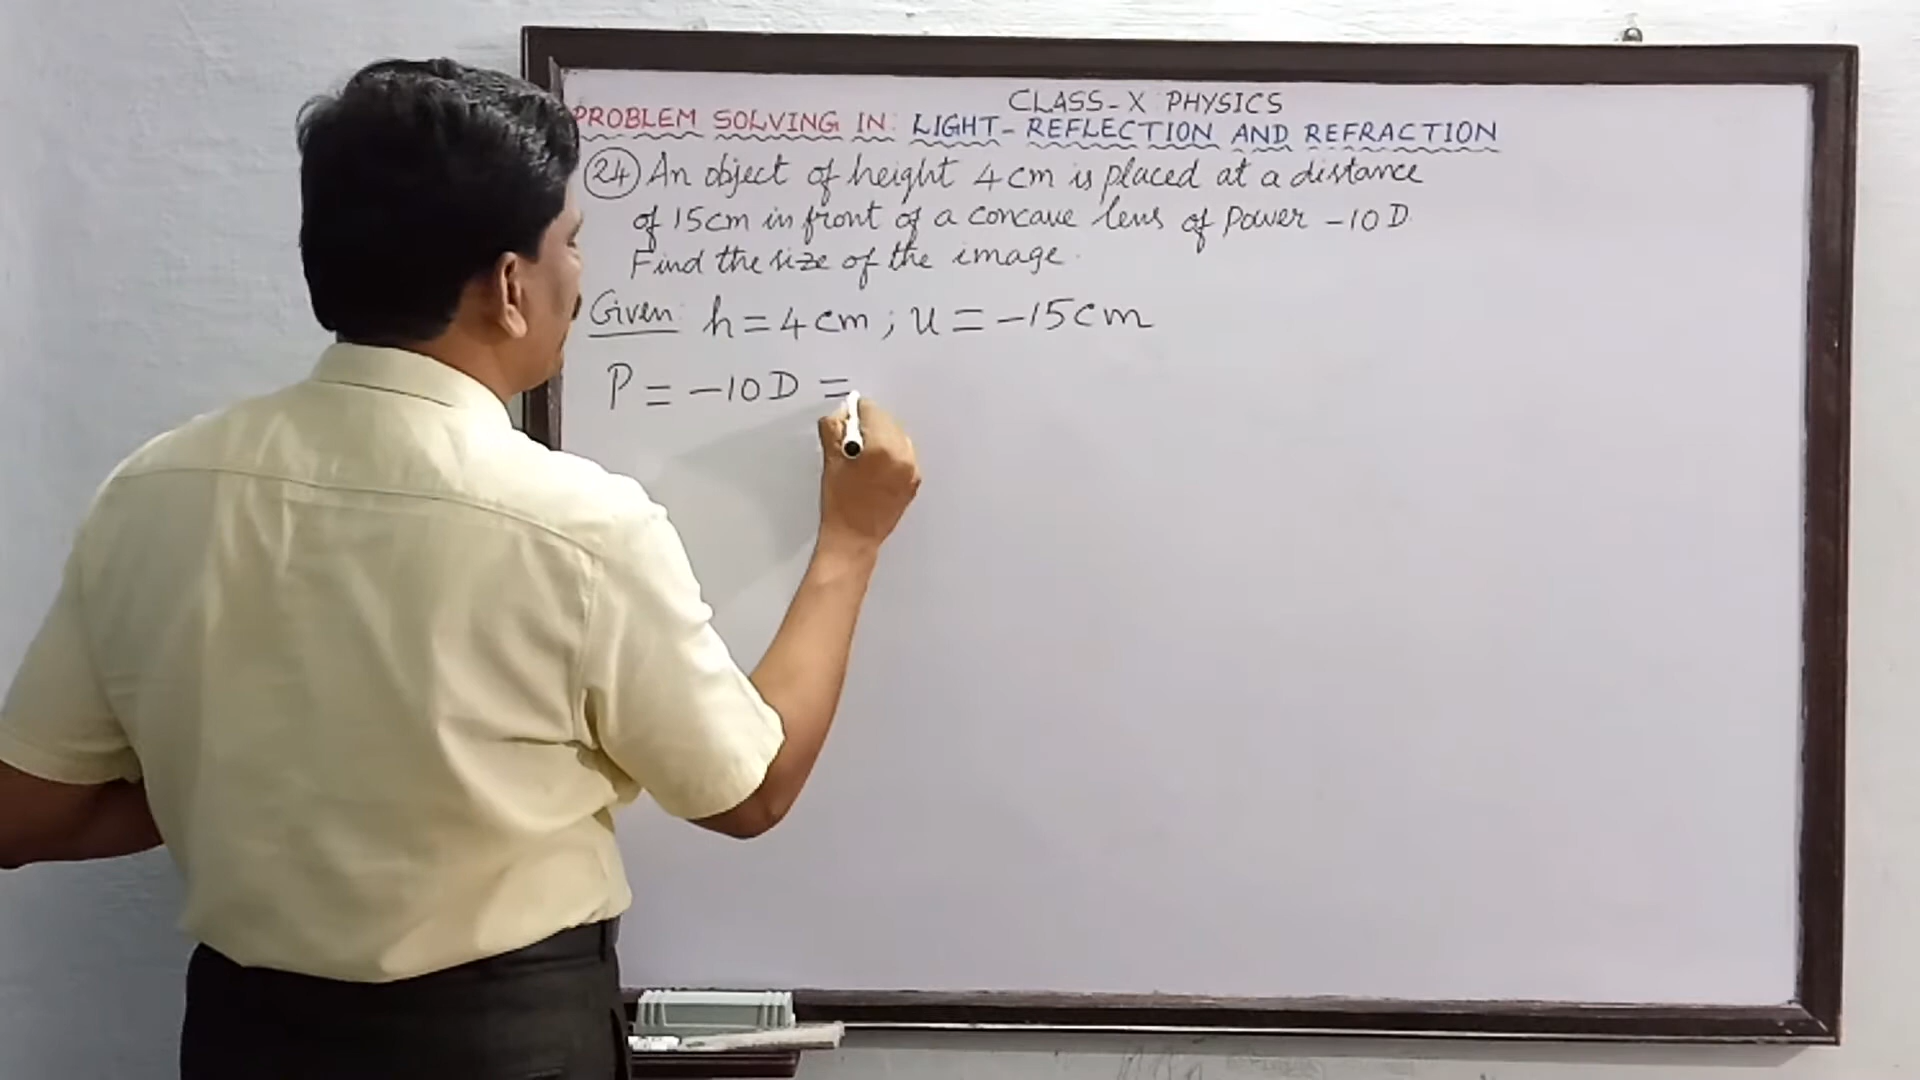 CLASS-X PHYSICS
PROBLEM SOLVING IN: LIGHT-REFLECTION AND REFRACTION
24 An object of height 4cm is placed at a distance
of 15cm in front of a concave lens of power -10D.
Find the size of the image.
Given: h=4cm; u=-15cm
P=-10D=